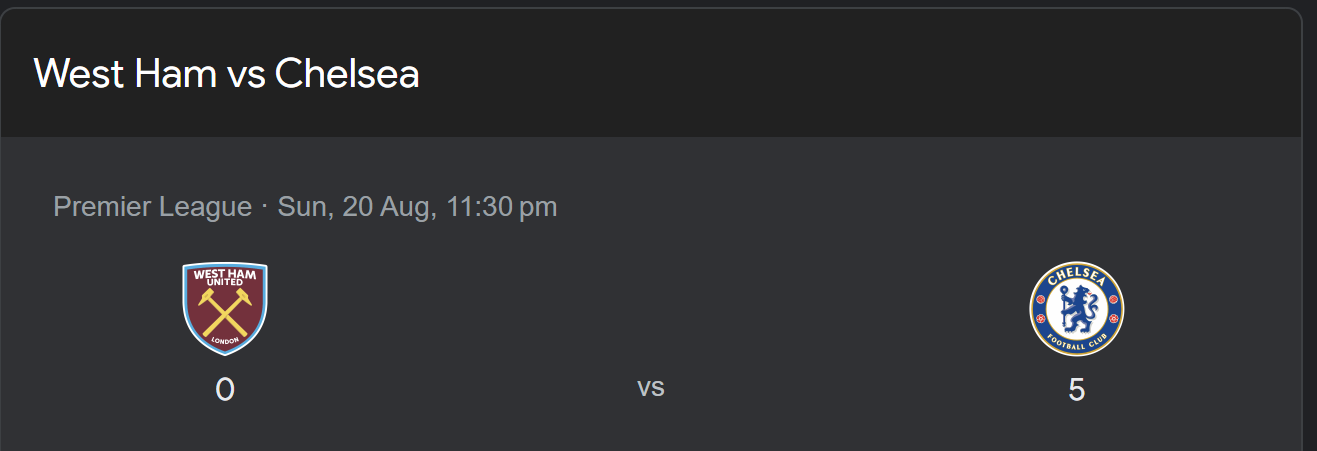 West Ham vs Chelsea
Premier League · Sun, 20 Aug, 11:30 pm
WEST HAM
UNITED
LONDON
CHELSEA
FOOTBALL CLUB
0 vs 5